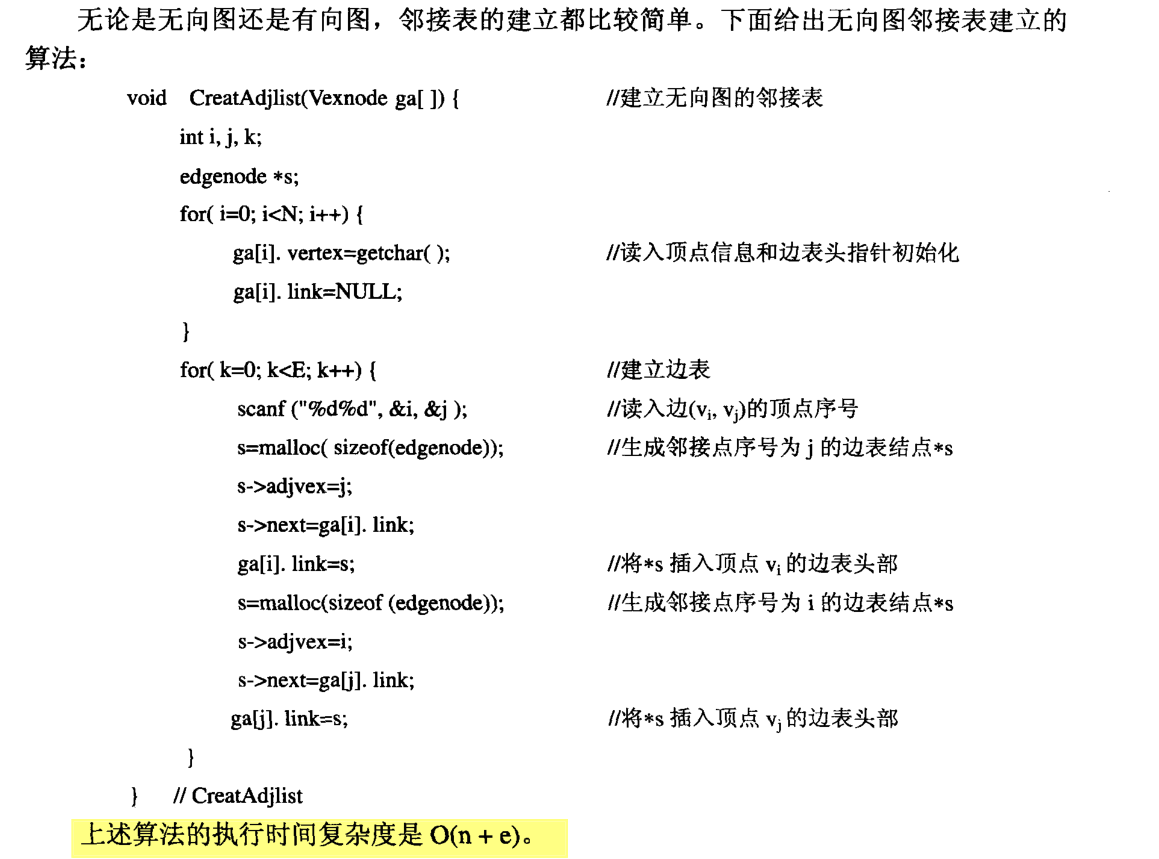 无论是无向图还是有向图，邻接表的建立都比较简单。下面给出无向图邻接表建立的
算法：
void CreatAdjlist(Vexnode ga[ ]) { //建立无向图的邻接表
int i, j, k;
edgenode *s;
for( i=0; i<N; i++) {
ga[i]. vertex=getchar( ); //读入顶点信息和边表头指针初始化
ga[i]. link=NULL;
}
for( k=0; k<E; k++) { //建立边表
scanf ("%d%d", &i, &j ); //读入边(vi, vj)的顶点序号
s=malloc( sizeof(edgenode)); //生成邻接点序号为 j 的边表结点*s
s->adjvex=j;
s->next=ga[i]. link;
ga[i]. link=s; //将*s 插入顶点 vi 的边表头部
s=malloc(sizeof (edgenode)); //生成邻接点序号为 i 的边表结点*s
s->adjvex=i;
s->next=ga[j]. link;
ga[j]. link=s; //将*s 插入顶点 vj 的边表头部
}
} // CreatAdjlist
上述算法的执行时间复杂度是 O(n + e)。